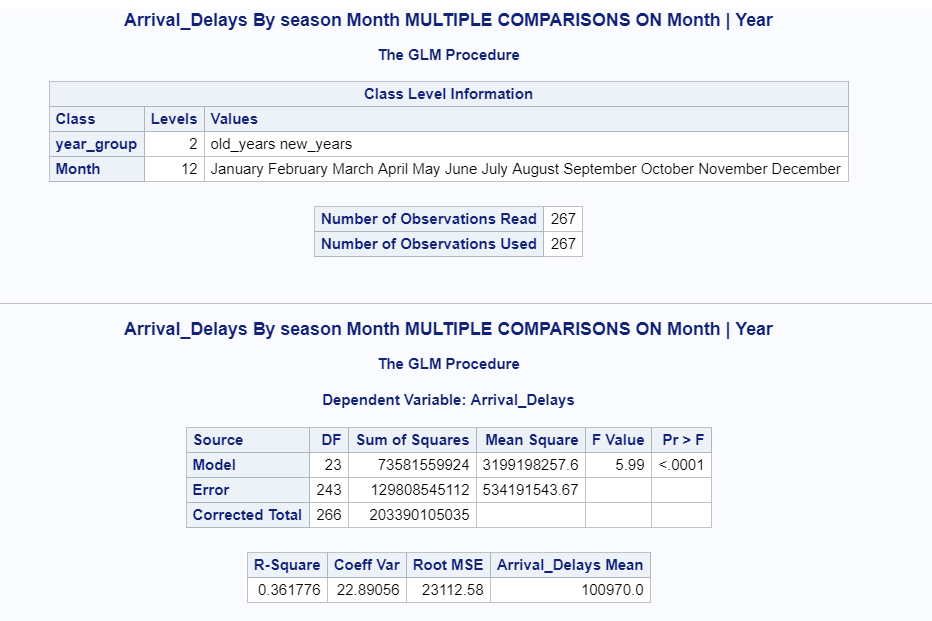 Arrival_Delays By season Month MULTIPLE COMPARISONS ON Month | Year
The GLM Procedure
Class Level Information
Class Levels Values
year_group 2 old_years new_years
Month 12 January February March April May June July August September October November December
Number of Observations Read 267
Number of Observations Used 267
Arrival_Delays By season Month MULTIPLE COMPARISONS ON Month | Year
The GLM Procedure
Dependent Variable: Arrival_Delays
Source DF Sum of Squares Mean Square F Value Pr > F
Model 23 73581559924 3199198257.6 5.99 <.0001
Error 243 129808545112 534191543.67
Corrected Total 266 203390105035
R-Square Coeff Var Root MSE Arrival_Delays Mean
0.361776 22.89056 23112.58 100970.0